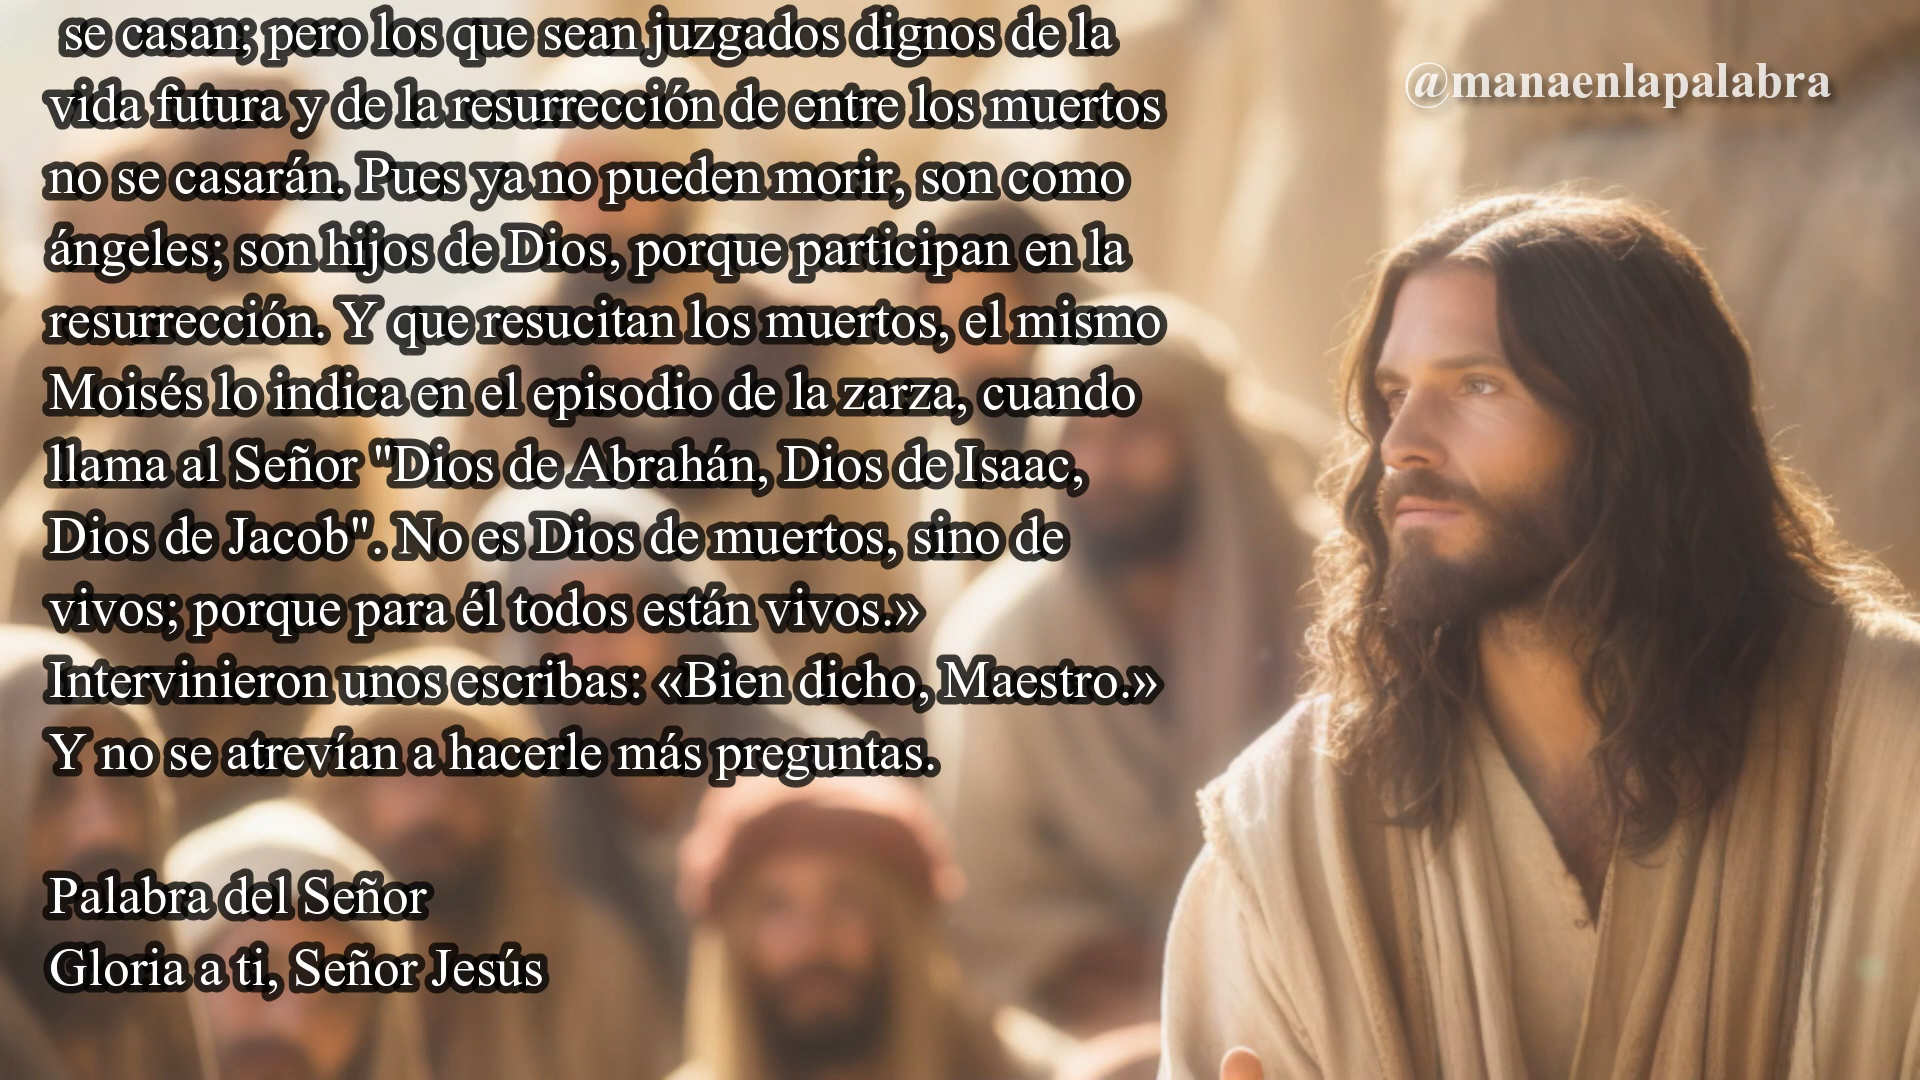 se casan; pero los que sean juzgados dignos de la
vida futura y de la resurrección de entre los muertos
no se casarán. Pues ya no pueden morir, son como
ángeles; son hijos de Dios, porque participan en la
resurrección. Y que resucitan los muertos, el mismo
Moisés lo indica en el episodio de la zarza, cuando
llama al Señor "Dios de Abrahán, Dios de Isaac,
Dios de Jacob". No es Dios de muertos, sino de
vivos; porque para él todos están vivos.»
Intervinieron unos escribas: «Bien dicho, Maestro.»
Y no se atrevían a hacerle más preguntas.
Palabra del Señor
Gloria a ti, Señor Jesús
@manaenlapalabra